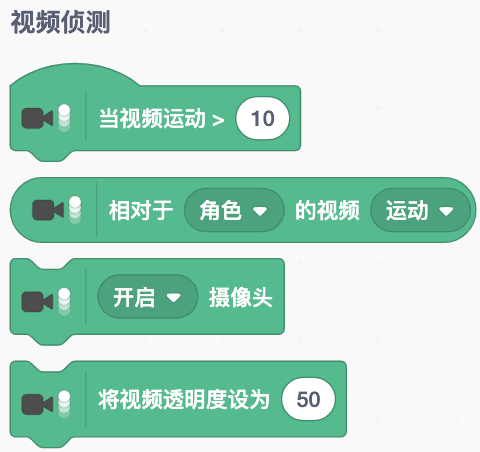 视频侦测
当视频运动 > 10
相对于 角色 的视频 运动
开启 摄像头
将视频透明度设为 50